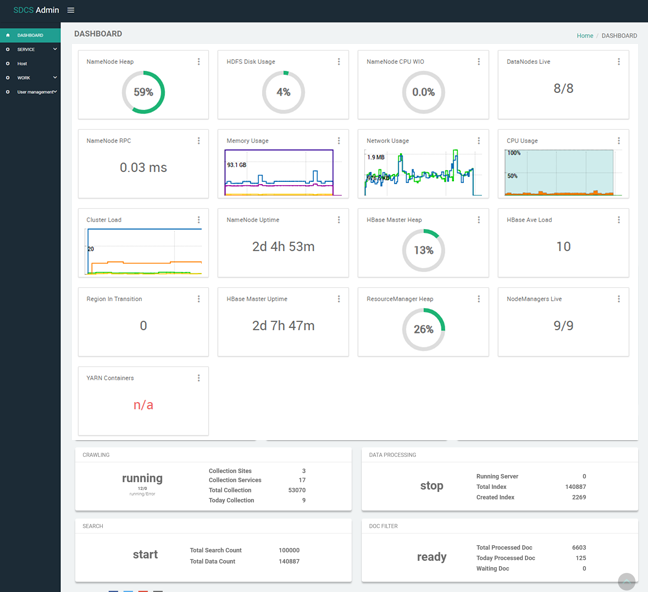 SDCS Admin
DASHBOARD
SERVICE
Host
WORK
User management
DASHBOARD
Home / DASHBOARD
NameNode Heap
59%
HDFS Disk Usage
4%
NameNode CPU WIO
0.0%
DataNodes Live
8/8
NameNode RPC
0.03 ms
Memory Usage
93.1 GB
Network Usage
1.9 MB
CPU Usage
100%
50%
Cluster Load
20
NameNode Uptime
2d 4h 53m
HBase Master Heap
13%
HBase Ave Load
10
Region In Transition
0
HBase Master Uptime
2d 7h 47m
ResourceManager Heap
26%
NodeManagers Live
9/9
YARN Containers
n/a
CRAWLING
running
12/9
running/Error
Collection Sites 3
Collection Services 17
Total Collection 53070
Today Collection 9
DATA PROCESSING
stop
Running Server 0
Total Index 140887
Created Index 2269
SEARCH
start
Total Search Count 100000
Total Data Count 140887
DOC FILTER
ready
Total Processed Doc 6603
Today Processed Doc 125
Waiting Doc 0